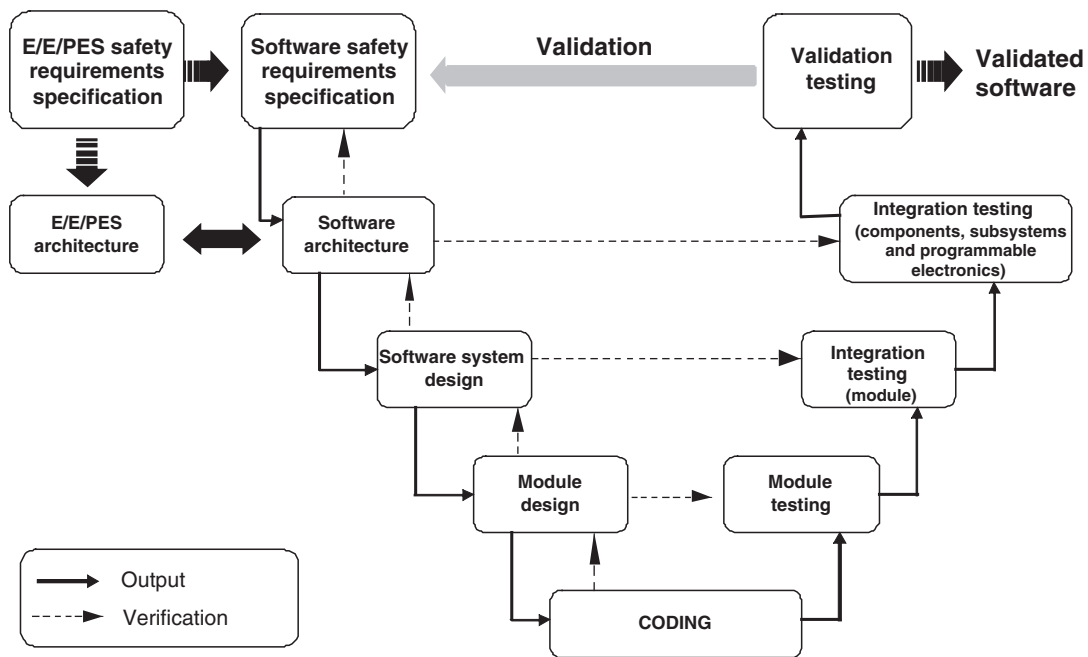 E/E/PES safety
requirements
specification
Software safety
requirements
specification
Validation
Validation
testing
Validated
software
E/E/PES
architecture
Software
architecture
Integration testing
(components, subsystems
and programmable
electronics)
Software system
design
Integration
testing
(module)
Module
design
Module
testing
Output
Verification
CODING